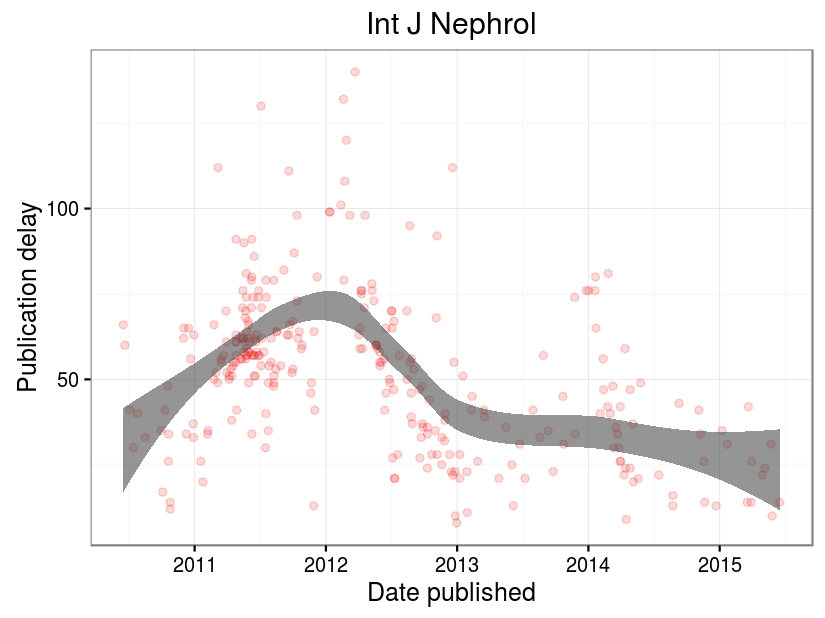 Int J Nephrol
Publication delay
100
50
2011 2012 2013 2014 2015
Date published